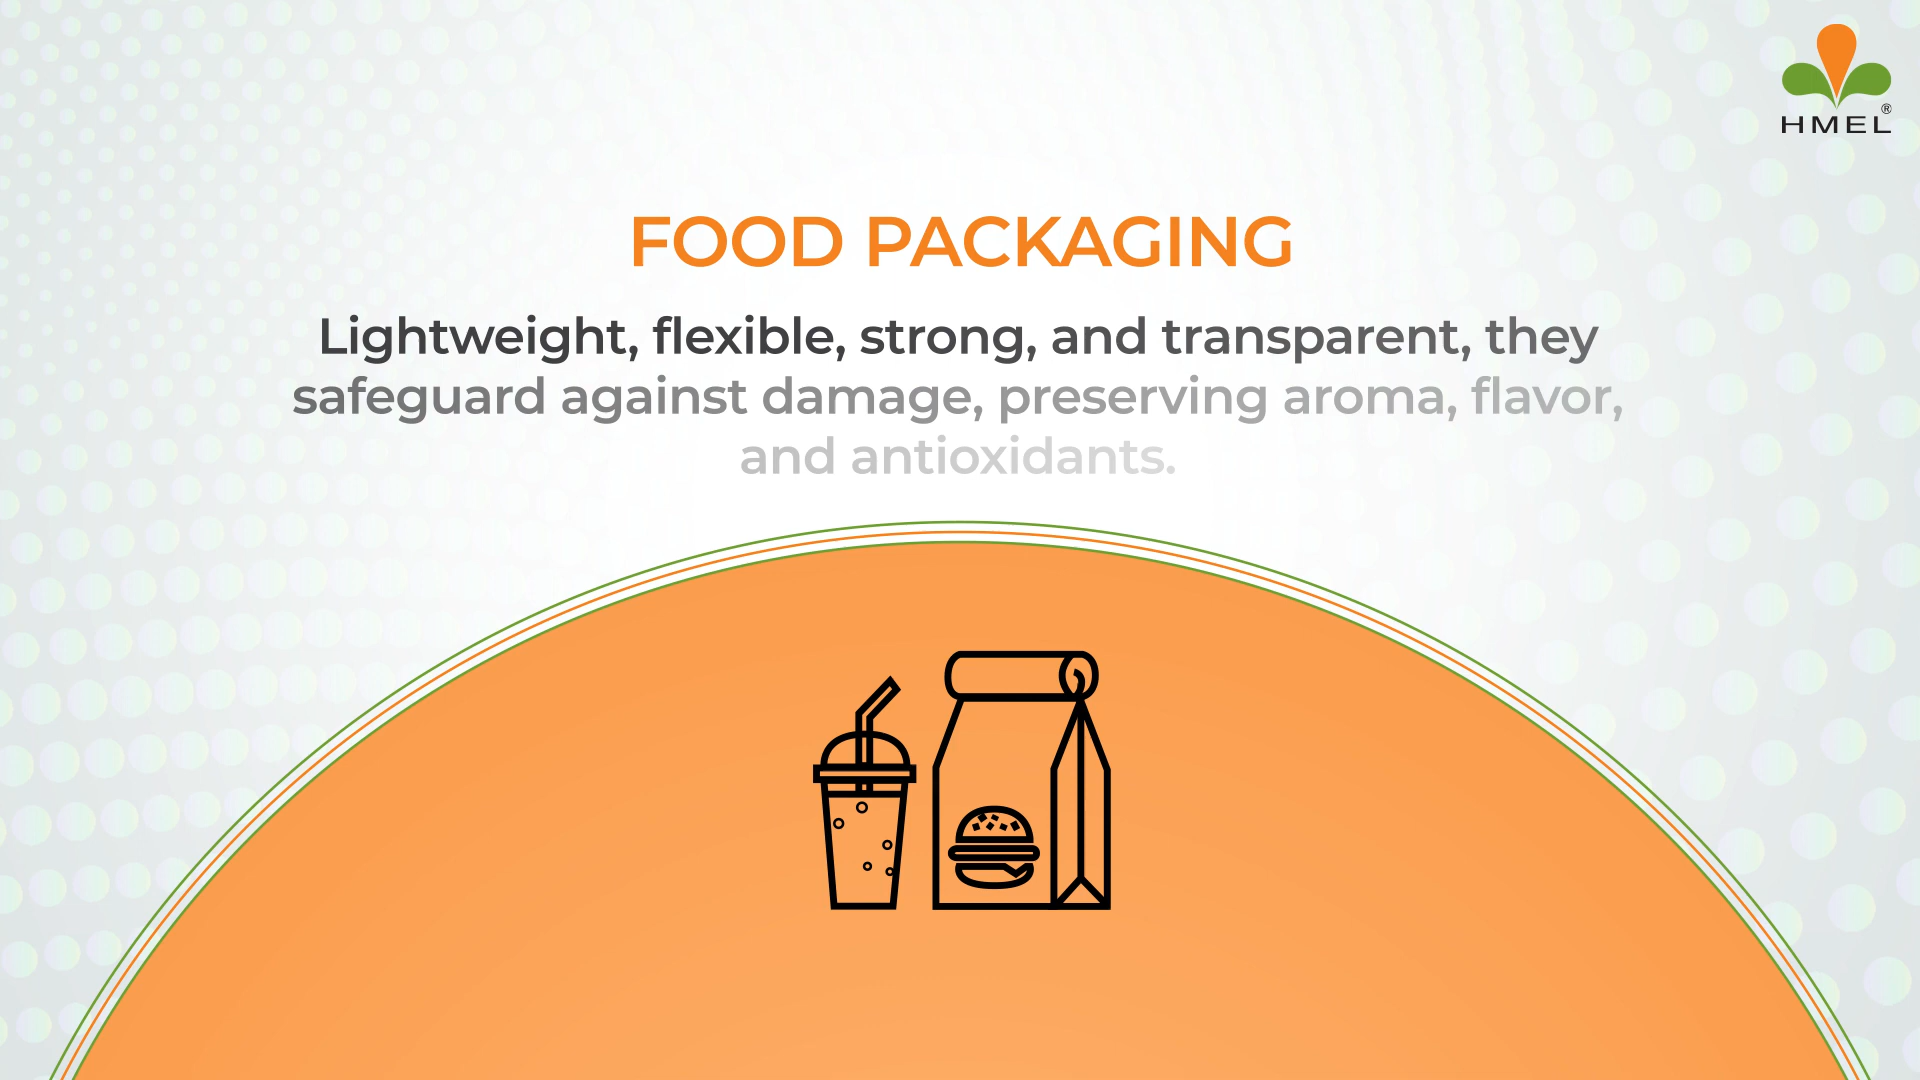 HMEL®
FOOD PACKAGING
Lightweight, flexible, strong, and transparent, they
safeguard against damage, preserving aroma, flavor,
and antioxidants.